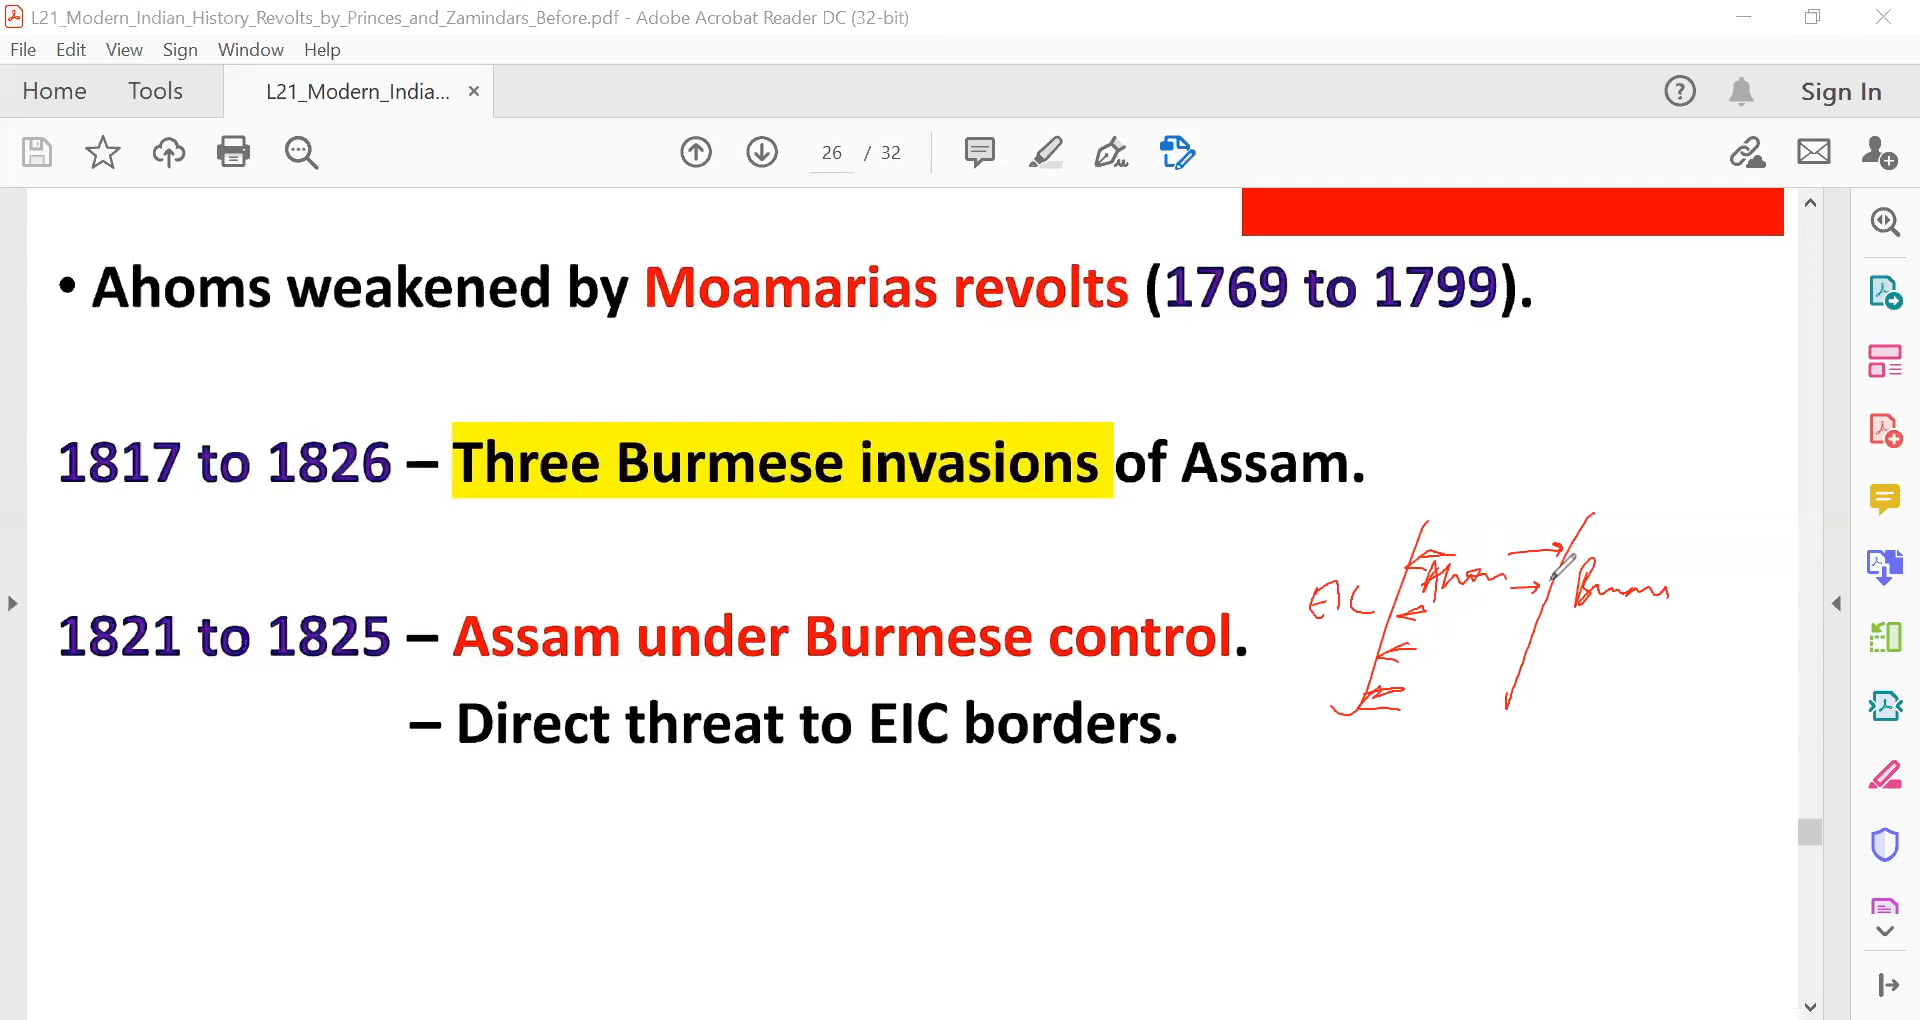 L21_Modern_Indian_History_Revolts_by_Princes_and_Zamindars_Before.pdf - Adobe Acrobat Reader DC (32-bit)
File Edit View Sign Window Help
Home Tools L21_Modern_India... × Sign In
26 / 32
• Ahoms weakened by Moamarias revolts (1769 to 1799).
1817 to 1826 – Three Burmese invasions of Assam.
EIC Ahom
1821 to 1825 – Assam under Burmese control.
– Direct threat to EIC borders.